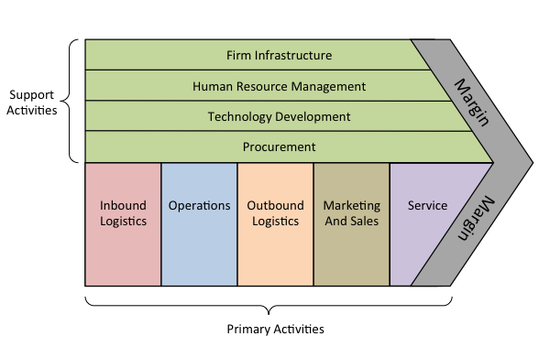 Firm Infrastructure
Human Resource Management
Technology Development
Procurement
Support
Activities
Margin
Inbound
Logistics
Operations
Outbound
Logistics
Marketing
And Sales
Service
Margin
Primary Activities